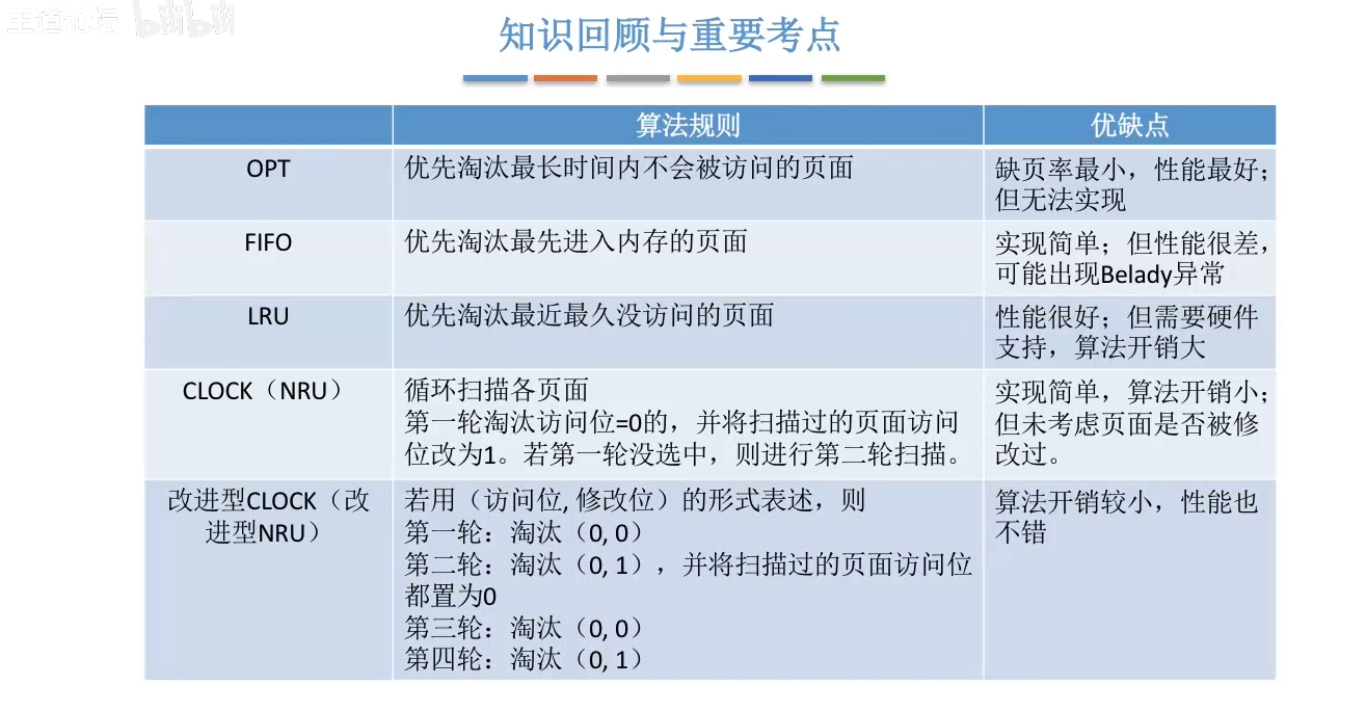 王道论坛 bilibili
知识回顾与重要考点
算法规则
优缺点
OPT
优先淘汰最长时间内不会被访问的页面
缺页率最小，性能最好；
但无法实现
FIFO
优先淘汰最先进入内存的页面
实现简单；但性能很差，
可能出现Belady异常
LRU
优先淘汰最近最久没访问的页面
性能很好；但需要硬件
支持，算法开销大
CLOCK（NRU）
循环扫描各页面
第一轮淘汰访问位=0的，并将扫描过的页面访问
位改为1。若第一轮没选中，则进行第二轮扫描。
实现简单，算法开销小；
但未考虑页面是否被修
改过。
改进型CLOCK（改
进型NRU）
若用（访问位, 修改位）的形式表述，则
第一轮：淘汰（0, 0）
第二轮：淘汰（0, 1），并将扫描过的页面访问位
都置为0
第三轮：淘汰（0, 0）
第四轮：淘汰（0, 1）
算法开销较小，性能也
不错